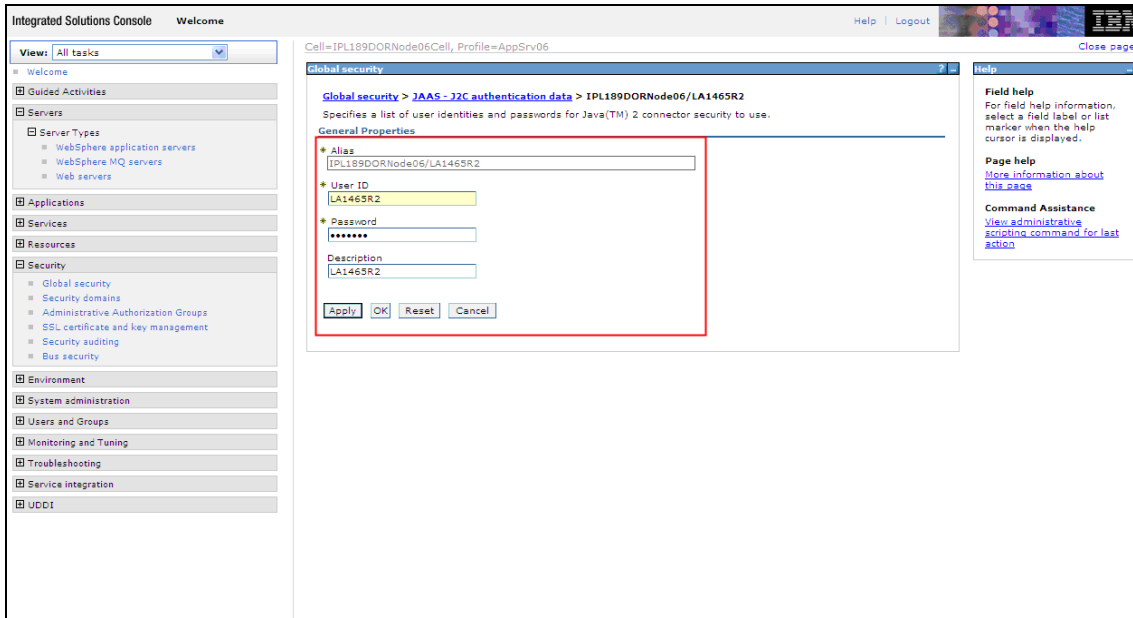 Integrated Solutions Console Welcome
Help | Logout
IBM
View: All tasks
Welcome
Guided Activities
Servers
Server Types
WebSphere application servers
WebSphere MQ servers
Web servers
Applications
Services
Resources
Security
Global security
Security domains
Administrative Authorization Groups
SSL certificate and key management
Security auditing
Bus security
Environment
System administration
Users and Groups
Monitoring and Tuning
Troubleshooting
Service integration
UDDI
Cell=IPL189DORNode06Cell, Profile=AppSrv06
Close page
Global security
Global security > JAAS - J2C authentication data > IPL189DORNode06/LA1465R2
Specifies a list of user identities and passwords for Java(TM) 2 connector security to use.
General Properties
* Alias
IPL189DORNode06/LA1465R2
* User ID
LA1465R2
* Password
•••••••
Description
LA1465R2
Apply OK Reset Cancel
Help
Field help
For field help information,
select a field label or list
marker when the help
cursor is displayed.
Page help
More information about
this page
Command Assistance
View administrative
scripting command for last
action